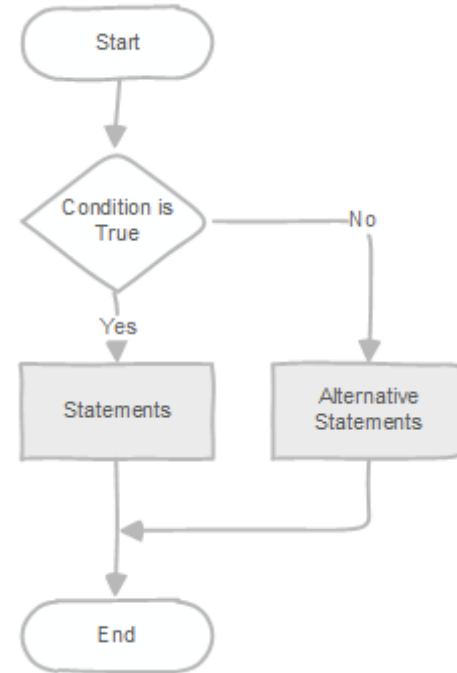 Start
Condition is
True
No
Yes
Statements
Alternative
Statements
End